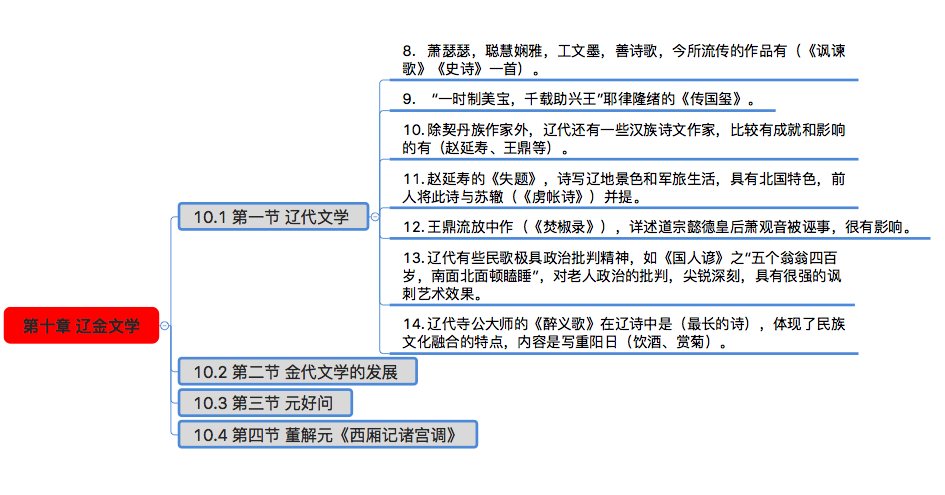 8. 萧瑟瑟，聪慧娴雅，工文墨，善诗歌，今所流传的作品有（《讽谏
歌》《史诗》一首）。
9. “一时制美宝，千载助兴王”耶律隆绪的《传国玺》。
10. 除契丹族作家外，辽代还有一些汉族诗文作家，比较有成就和影响
的有（赵延寿、王鼎等）。
11. 赵延寿的《失题》，诗写辽地景色和军旅生活，具有北国特色，前
人将此诗与苏辙（《虏帐诗》）并提。
12. 王鼎流放中作（《焚椒录》），详述道宗懿德皇后萧观音被诬事，很有影响。
13. 辽代有些民歌极具政治批判精神，如《国人谚》之”五个翁翁四百
岁，南面北面顿瞌睡“，对老人政治的批判，尖锐深刻，具有很强的讽
刺艺术效果。
14. 辽代寺公大师的《醉义歌》在辽诗中是（最长的诗），体现了民族
文化融合的特点，内容是写重阳日（饮酒、赏菊）。
10.1 第一节 辽代文学
第十章 辽金文学
10.2 第二节 金代文学的发展
10.3 第三节 元好问
10.4 第四节 董解元《西厢记诸宫调》